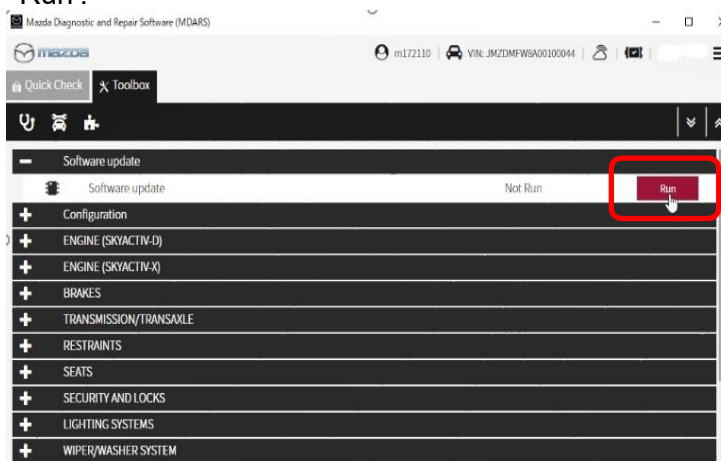 Run .
Mazda Diagnostic and Repair Software (MDARS)
mazda m172110 VIN: JMZDMFW8A00100044
Quick Check Toolbox
Software update
Software update Not Run Run
Configuration
ENGINE (SKYACTIV-D)
ENGINE (SKYACTIV-X)
BRAKES
TRANSMISSION/TRANSAXLE
RESTRAINTS
SEATS
SECURITY AND LOCKS
LIGHTING SYSTEMS
WIPER/WASHER SYSTEM